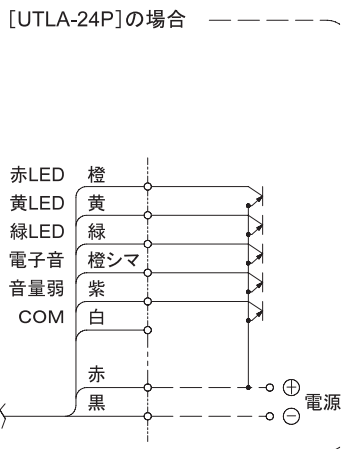 [UTLA-24P]の場合
赤LED 橙
黄LED 黄
緑LED 緑
電子音 橙シマ
音量弱 紫
COM 白
赤
⊕
電源
黒
⊖